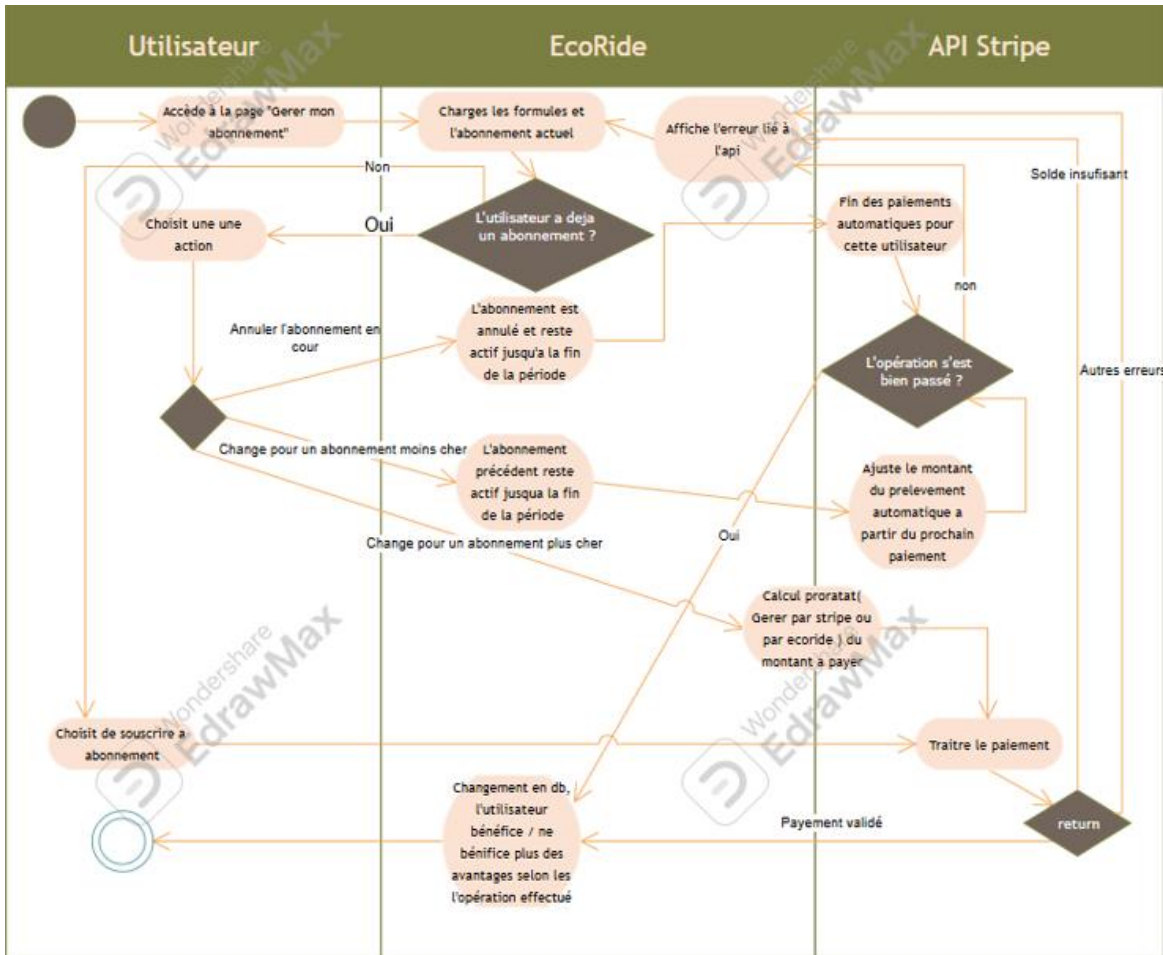 Utilisateur
EcoRide
API Stripe
Accède à la page "Gerer mon
abonnement"
Charges les formules et
l'abonnement actuel
Affiche l'erreur lié à
l'api
Non
Solde insufisant
L'utilisateur a deja
un abonnement ?
Choisit une une
action
Oui
Fin des paiements
automatiques pour
cette utilisateur
non
Annuler l'abonnement en
cour
L'abonnement est
annulé et reste
actif jusqu'a la fin
de la période
L'opération s'est
bien passé ?
Autres erreurs
Change pour un abonnement moins cher
L'abonnement
précédent reste
actif jusqua la fin
de la période
Ajuste le montant
du prelevement
automatique a
partir du prochain
paiement
Change pour un abonnement plus cher
Oui
Calcul proratat(
Gerer par stripe ou
par ecoride ) du
montant a payer
Choisit de souscrire a
abonnement
Traitre le paiement
Changement en db,
l'utilisateur
bénéfice / ne
bénifice plus des
avantages selon les
l'opération effectué
Payement validé
return
Wondershare
EdrawMax
Wondershare
EdrawMax
Wondershare
EdrawMax
Wondershare
EdrawMax